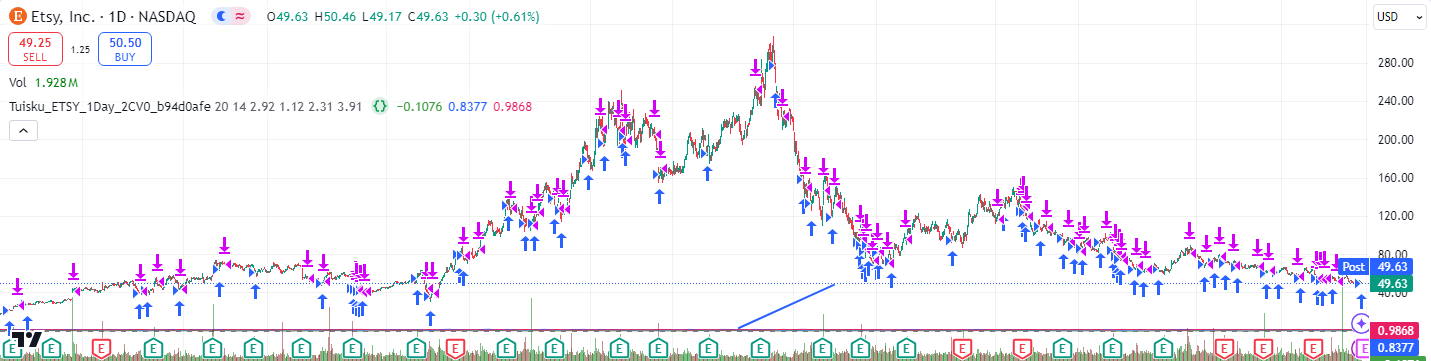 E Etsy, Inc. · 1D · NASDAQ ≈ O49.63 H50.46 L49.17 C49.63 +0.30 (+0.61%)
USD
49.25 1.25 50.50
SELL BUY
Vol 1.928 M
Tuisku_ETSY_1Day_2CV0_b94d0afe 20 14 2.92 1.12 2.31 3.91 {} −0.1076 0.8377 0.9868
280.00
240.00
200.00
160.00
120.00
80.00
Post 49.63
49.63
40.00
0.9868
0.8377
E E E E E E E E E E E E E E E E E E E E E E E E E E E E